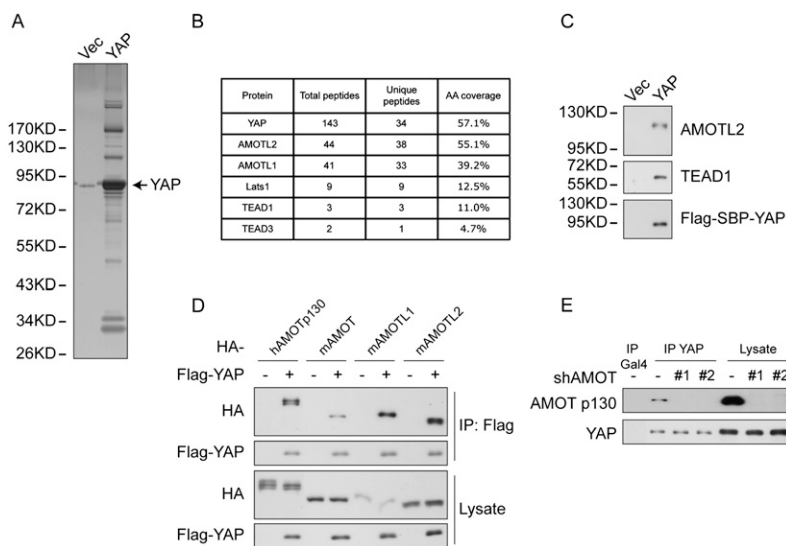 A
Vec YAP
170KD
130KD
95KD
72KD
55KD
43KD
34KD
26KD
YAP
B
Protein Total peptides Unique peptides AA coverage
YAP 143 34 57.1%
AMOTL2 44 38 55.1%
AMOTL1 41 33 39.2%
Lats1 9 9 12.5%
TEAD1 3 3 11.0%
TEAD3 2 1 4.7%
C
Vec YAP
130KD
95KD
AMOTL2
72KD
55KD
TEAD1
130KD
95KD
Flag-SBP-YAP
D
HA- hAMOTp130 mAMOT mAMOTL1 mAMOTL2
Flag-YAP - + - + - + - +
HA
Flag-YAP
IP: Flag
HA
Flag-YAP
Lysate
E
IP Gal4 IP YAP Lysate
shAMOT - - #1 #2 - #1 #2
AMOT p130
YAP